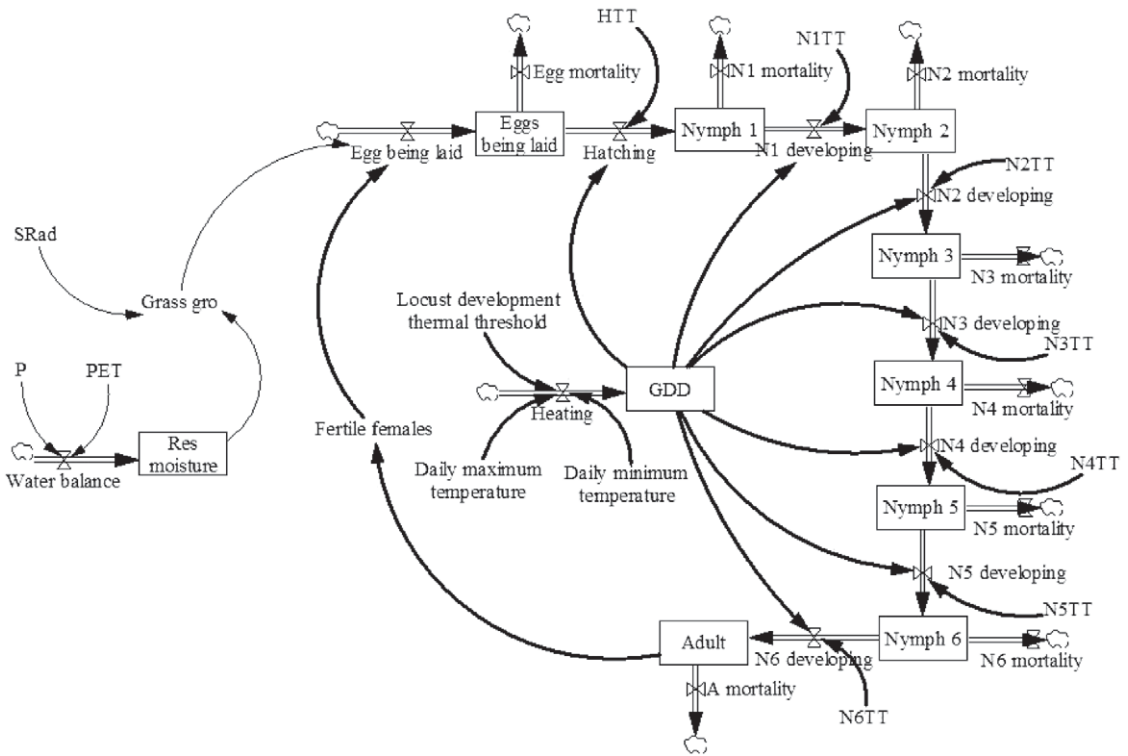 HTT
N1TT
Egg mortality
N1 mortality
N2 mortality
Eggs
being laid
Nymph 1
Nymph 2
Egg being laid
Hatching
N1 developing
N2TT
N2 developing
SRad
Nymph 3
N3 mortality
Grass gro
Locust development
thermal threshold
N3 developing
N3TT
P
PET
GDD
Nymph 4
Heating
N4 mortality
Fertile females
Res
moisture
Water balance
Daily maximum
temperature
Daily minimum
temperature
N4 developing
N4TT
Nymph 5
N5 mortality
N5 developing
N5TT
Adult
Nymph 6
N6 developing
N6 mortality
A mortality
N6TT